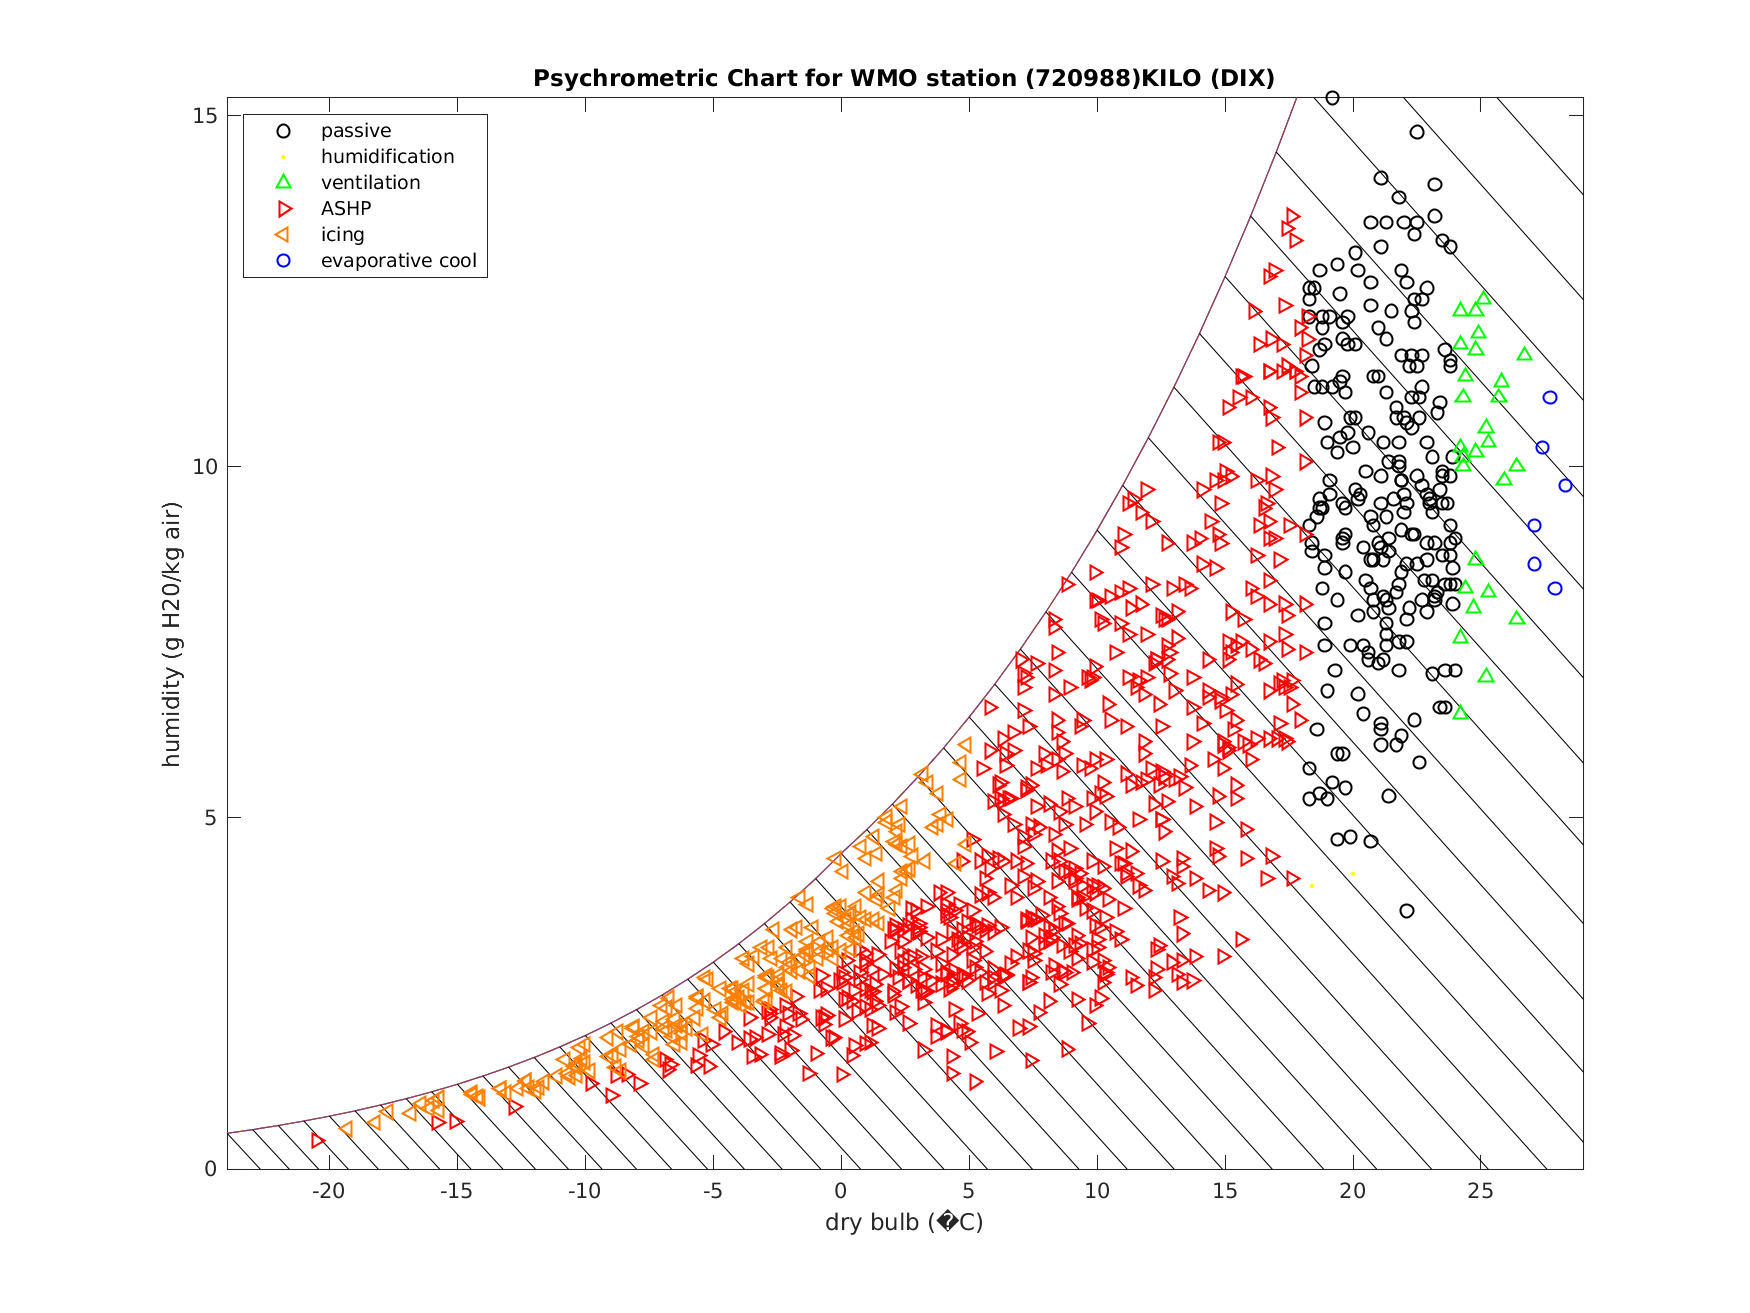 Psychrometric Chart for WMO station (720988)KILO (DIX)
passive
humidification
ventilation
ASHP
icing
evaporative cool
15
10
5
0
humidity (g H20/kg air)
-20 -15 -10 -5 0 5 10 15 20 25
dry bulb (�C)